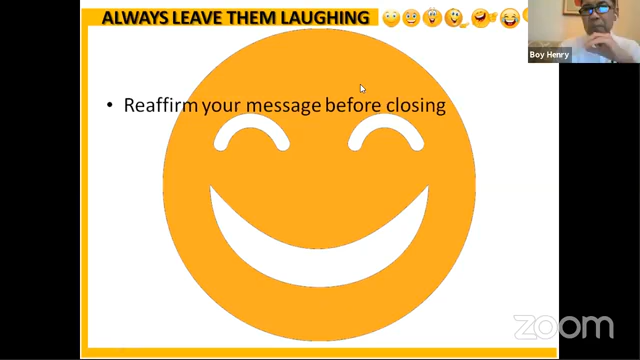 ALWAYS LEAVE THEM LAUGHING
Boy Henry
• Reaffirm your message before closing
zoom